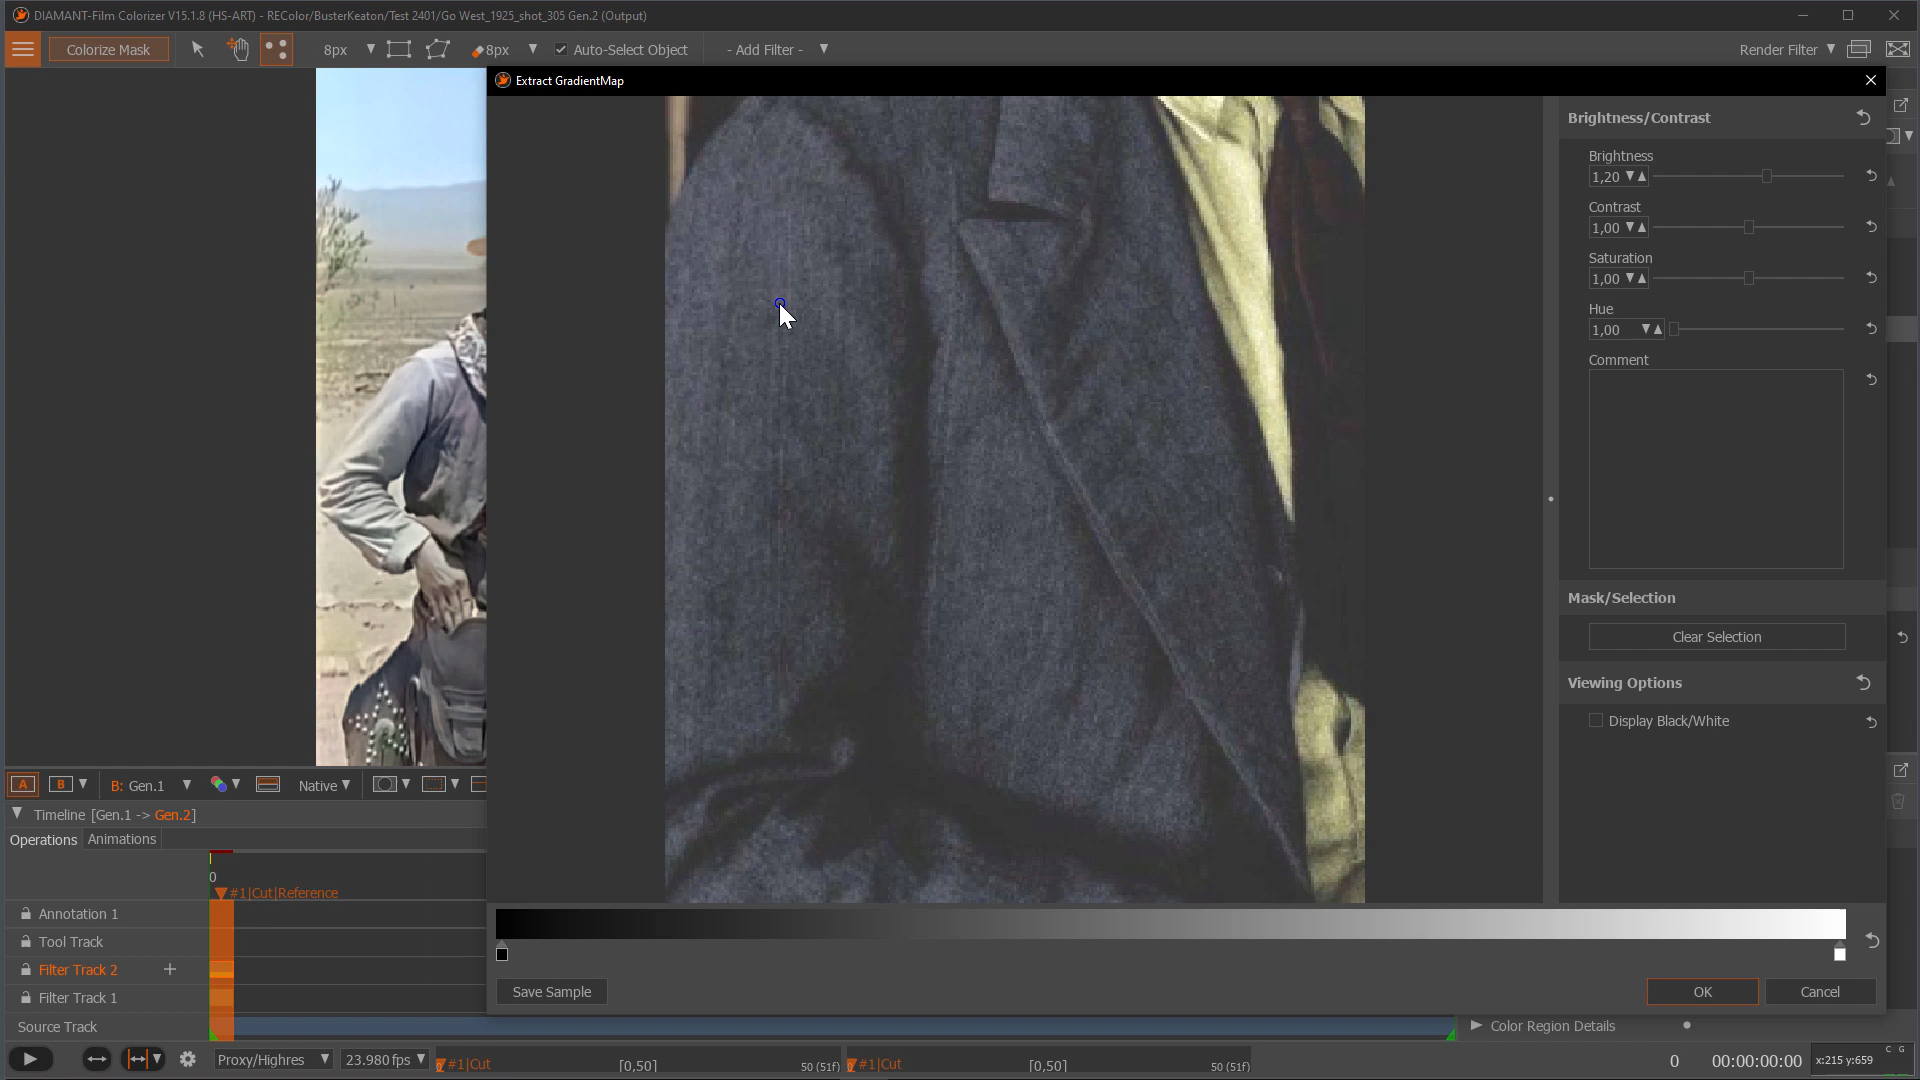 DIAMANT-Film Colorizer V15.1.8 (HS-ART) - REColor/BusterKeaton/Test 2401/Go West_1925_shot_305 Gen.2 (Output)
Colorize Mask 8px 8px Auto-Select Object - Add Filter - Render Filter
Extract GradientMap
Brightness/Contrast
Brightness
1,20
Contrast
1,00
Saturation
1,00
Hue
1,00
Comment
Mask/Selection
Clear Selection
Viewing Options
Display Black/White
A B B: Gen.1 Native
Timeline [Gen.1 -> Gen.2]
Operations Animations
0
#1|Cut|Reference
Annotation 1
Tool Track
Filter Track 2
Filter Track 1
Source Track
Save Sample OK Cancel
Color Region Details
Proxy/Highres 23.980 fps #1|Cut [0,50] 50 (51f) #1|Cut [0,50] 50 (51f) 0 00:00:00:00 x:215 y:659 C G